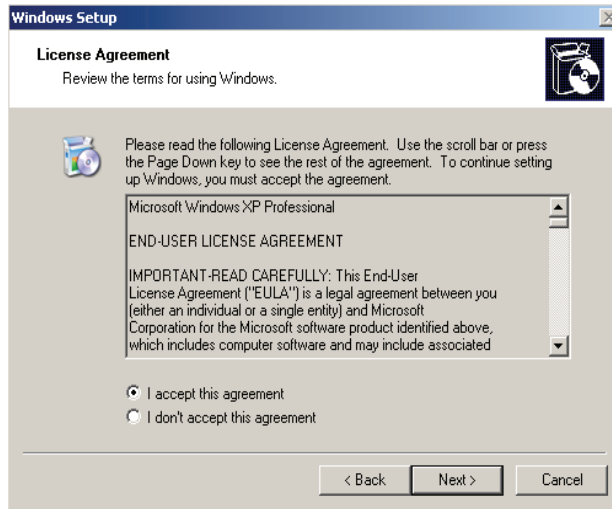 Windows Setup
License Agreement
Review the terms for using Windows.
Please read the following License Agreement. Use the scroll bar or press
the Page Down key to see the rest of the agreement. To continue setting
up Windows, you must accept the agreement.
Microsoft Windows XP Professional
END-USER LICENSE AGREEMENT
IMPORTANT-READ CAREFULLY: This End-User
License Agreement ("EULA") is a legal agreement between you
(either an individual or a single entity) and Microsoft
Corporation for the Microsoft software product identified above,
which includes computer software and may include associated
I accept this agreement
I don't accept this agreement
< Back Next > Cancel